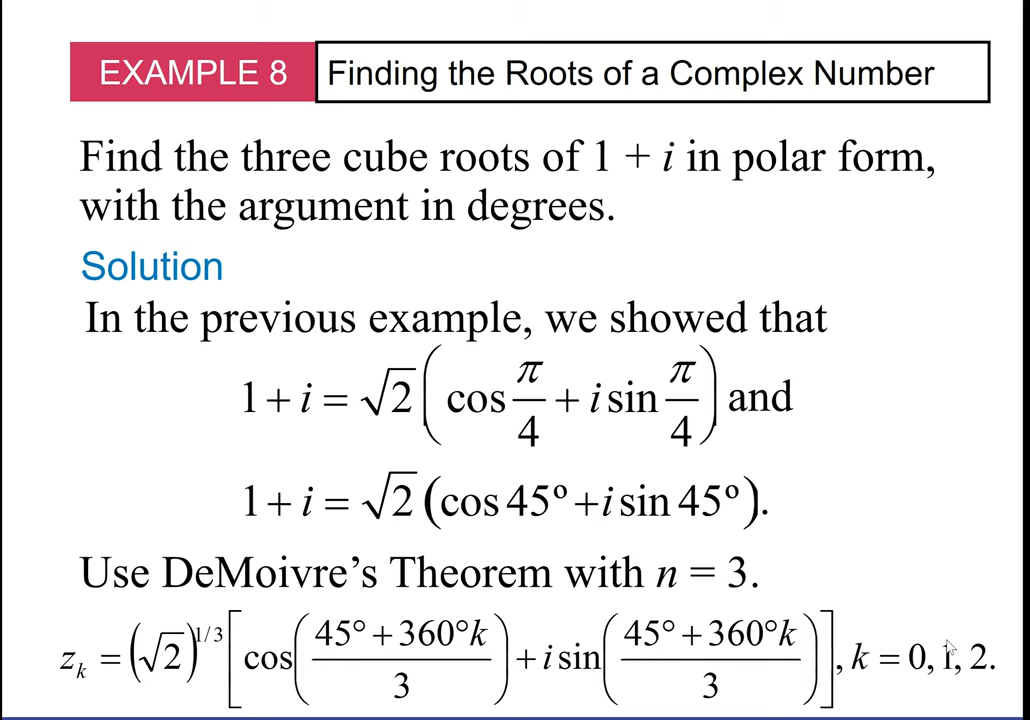 EXAMPLE 8 Finding the Roots of a Complex Number
Find the three cube roots of 1 + i in polar form,
with the argument in degrees.
Solution
In the previous example, we showed that
1 + i = √2 ( cos π/4 + i sin π/4 ) and
1 + i = √2 (cos 45º + i sin 45º).
Use DeMoivre’s Theorem with n = 3.
zₖ = (√2)^1/3 [ cos( (45° + 360°k)/3 ) + i sin( (45° + 360°k)/3 ) ], k = 0, 1, 2.